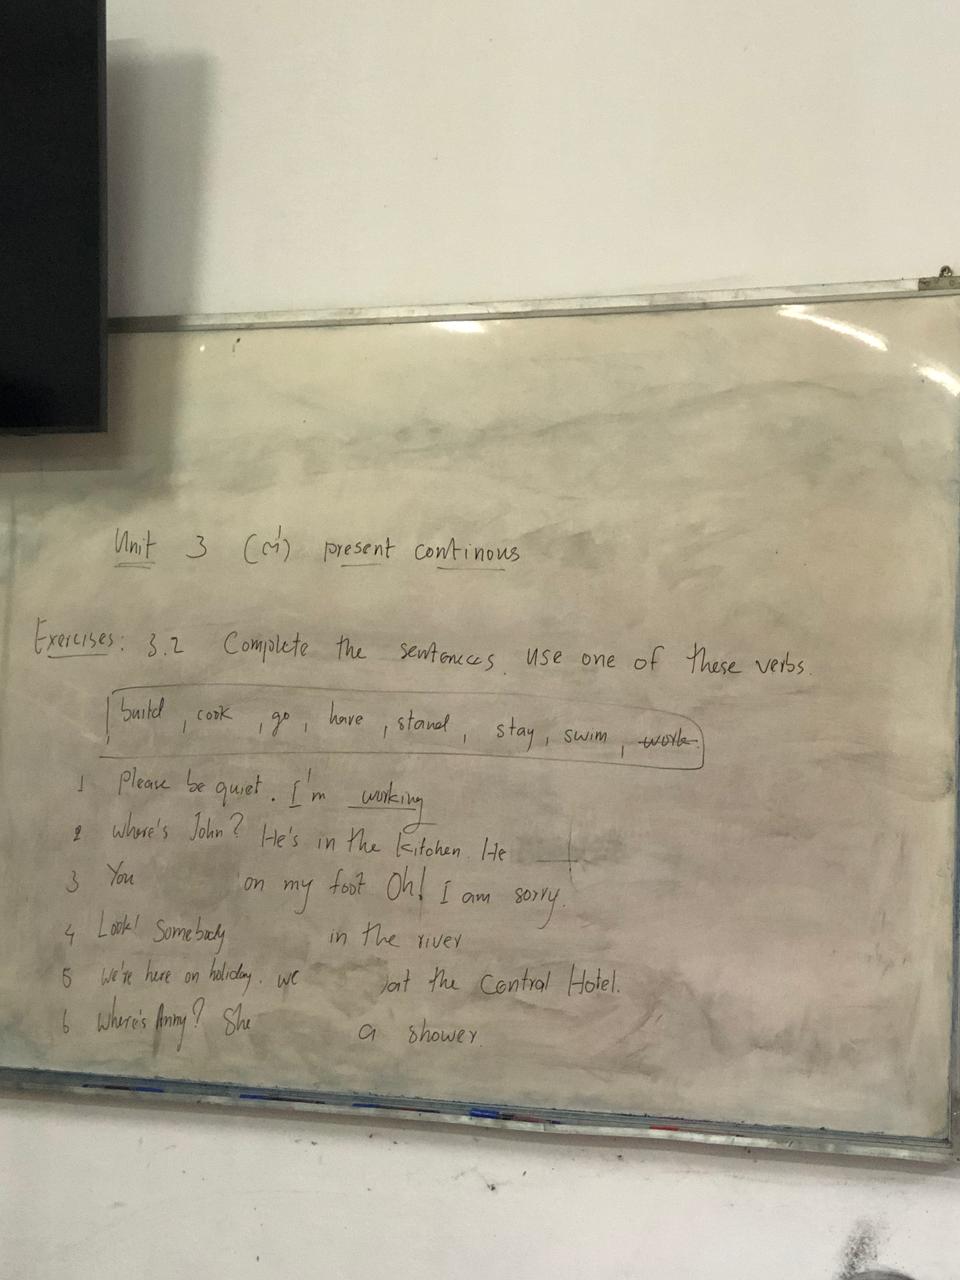 Unit 3 present continous
Exercises: 3.2 Complete the sentences. use one of these verbs.
build, cook, go, have, stand, stay, swim, work
1 Please be quiet. I'm working
2 Where's John? He's in the kitchen. He
3 You on my foot Oh! I am sorry.
4 Look! Somebody in the river
5 We're here on holiday. we at the Central Hotel.
6 Where's Anny? She a shower.